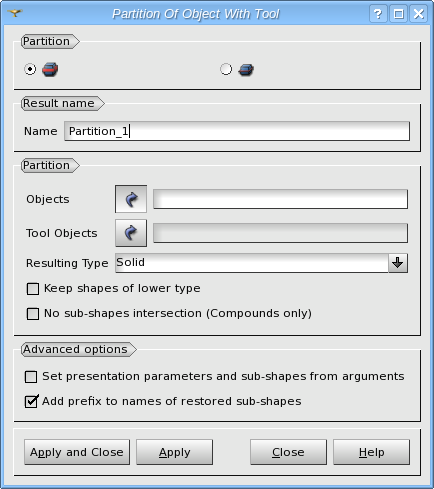 Partition Of Object With Tool
Partition
Result name
Name Partition_1
Partition
Objects
Tool Objects
Resulting Type Solid
Keep shapes of lower type
No sub-shapes intersection (Compounds only)
Advanced options
Set presentation parameters and sub-shapes from arguments
Add prefix to names of restored sub-shapes
Apply and Close Apply Close Help